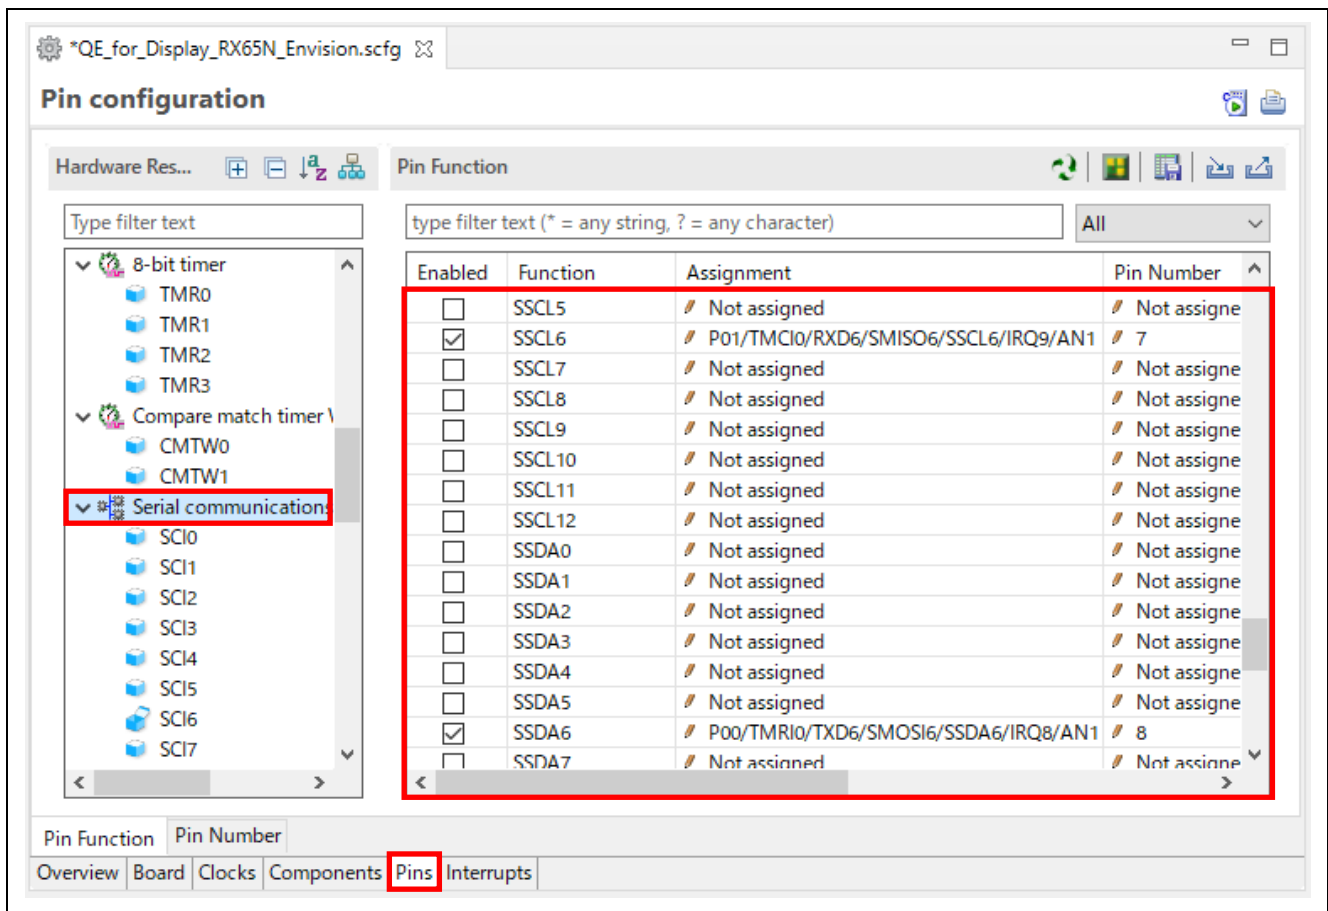 *QE_for_Display_RX65N_Envision.scfg
Pin configuration
Hardware Res...
Type filter text
8-bit timer
TMR0
TMR1
TMR2
TMR3
Compare match timer
CMTW0
CMTW1
Serial communications
SCI0
SCI1
SCI2
SCI3
SCI4
SCI5
SCI6
SCI7
Pin Function
type filter text (* = any string, ? = any character)
All
Enabled Function Assignment Pin Number
SSCL5 Not assigned Not assigne
SSCL6 P01/TMCI0/RXD6/SMISO6/SSCL6/IRQ9/AN1 7
SSCL7 Not assigned Not assigne
SSCL8 Not assigned Not assigne
SSCL9 Not assigned Not assigne
SSCL10 Not assigned Not assigne
SSCL11 Not assigned Not assigne
SSCL12 Not assigned Not assigne
SSDA0 Not assigned Not assigne
SSDA1 Not assigned Not assigne
SSDA2 Not assigned Not assigne
SSDA3 Not assigned Not assigne
SSDA4 Not assigned Not assigne
SSDA5 Not assigned Not assigne
SSDA6 P00/TMRI0/TXD6/SMOSI6/SSDA6/IRQ8/AN1 8
SSDA7 Not assigned Not assigne
Pin Function Pin Number
Overview Board Clocks Components Pins Interrupts